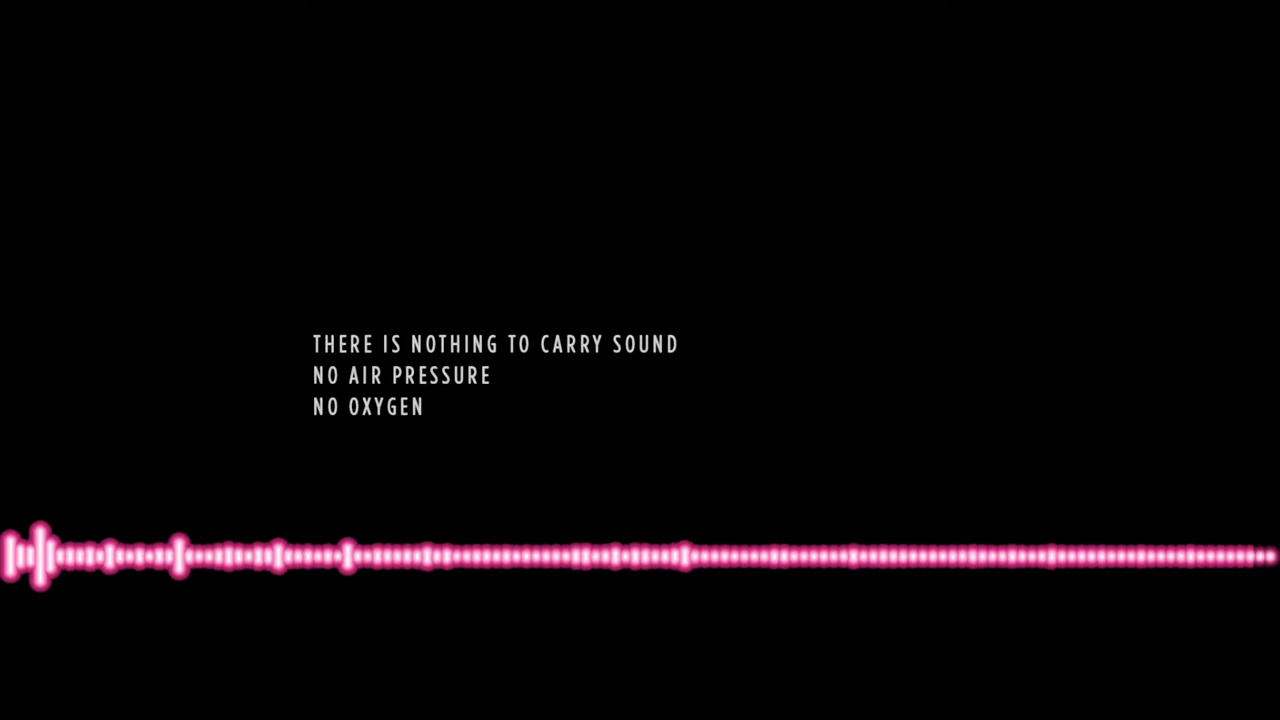 THERE IS NOTHING TO CARRY SOUND
NO AIR PRESSURE
NO OXYGEN